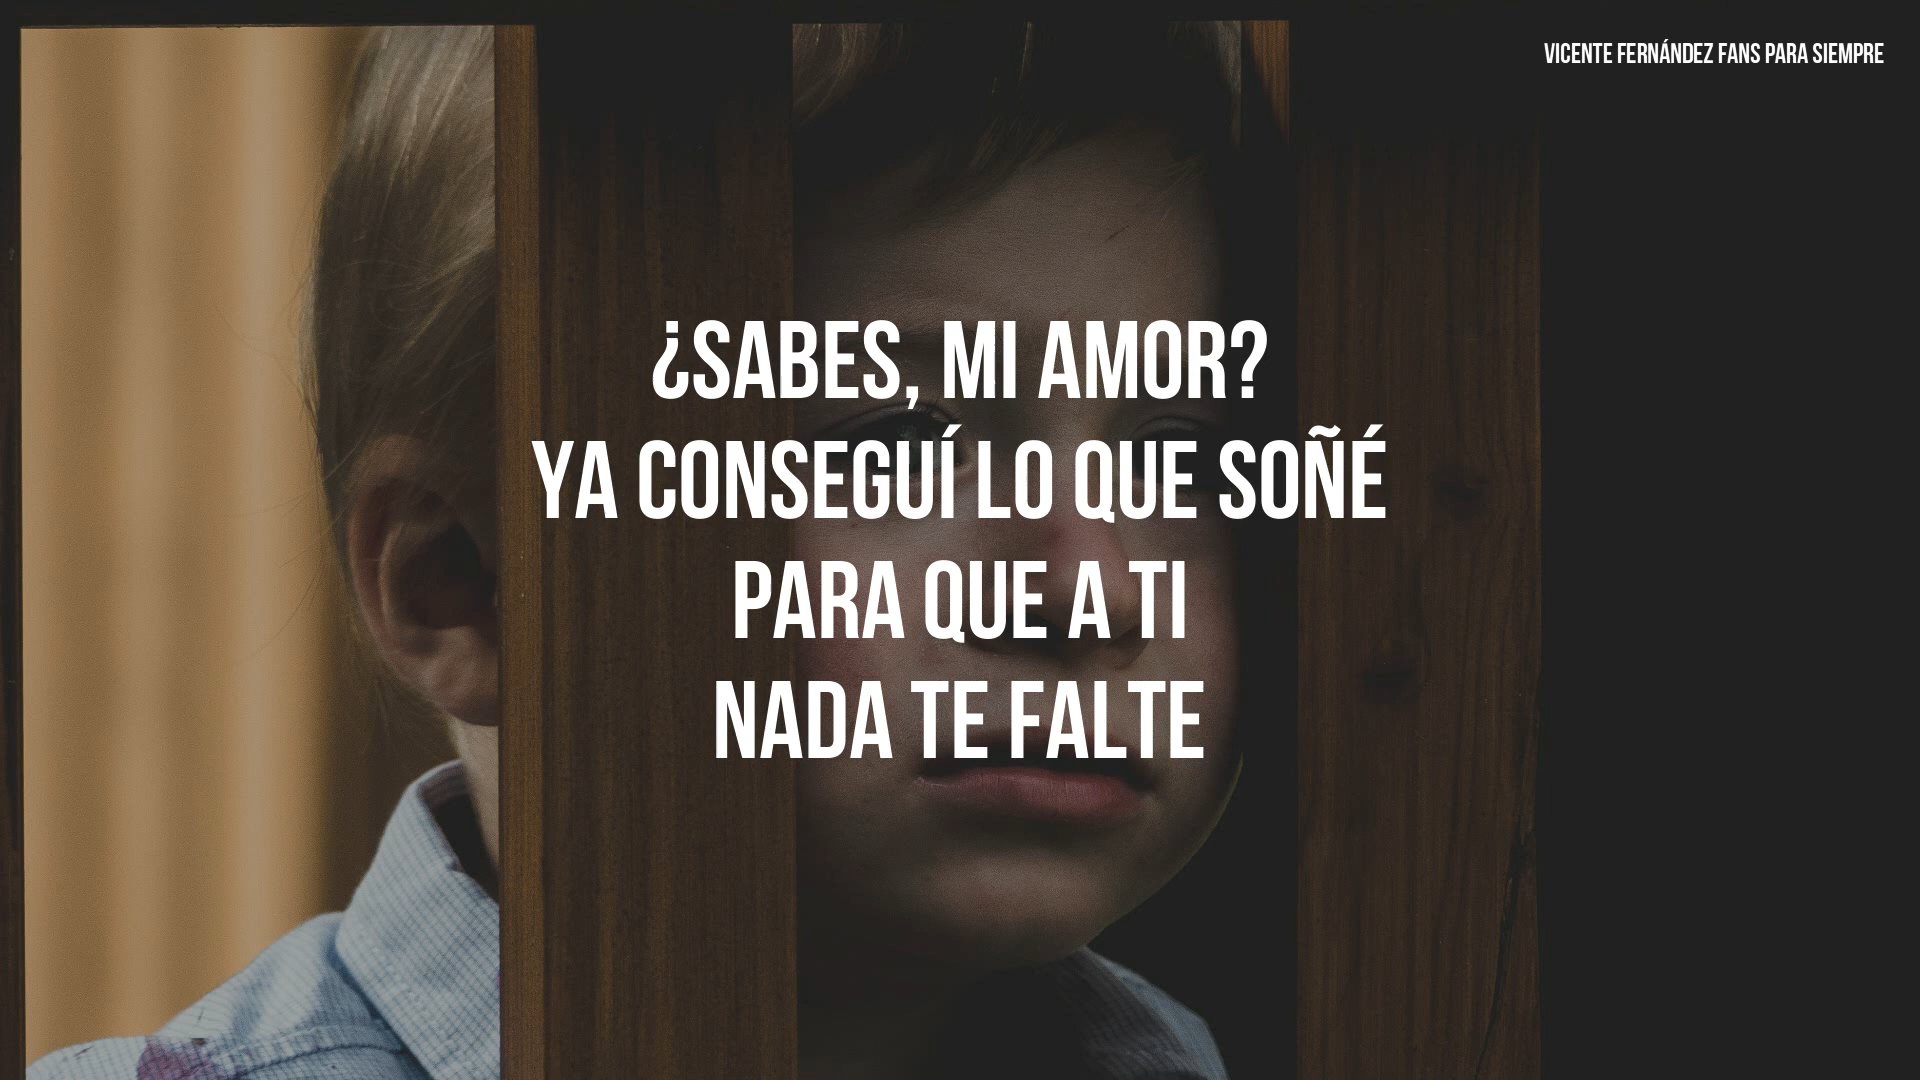 VICENTE FERNÁNDEZ FANS PARA SIEMPRE
¿SABES, MI AMOR?
YA CONSEGUÍ LO QUE SOÑÉ
PARA QUE A TI
NADA TE FALTE